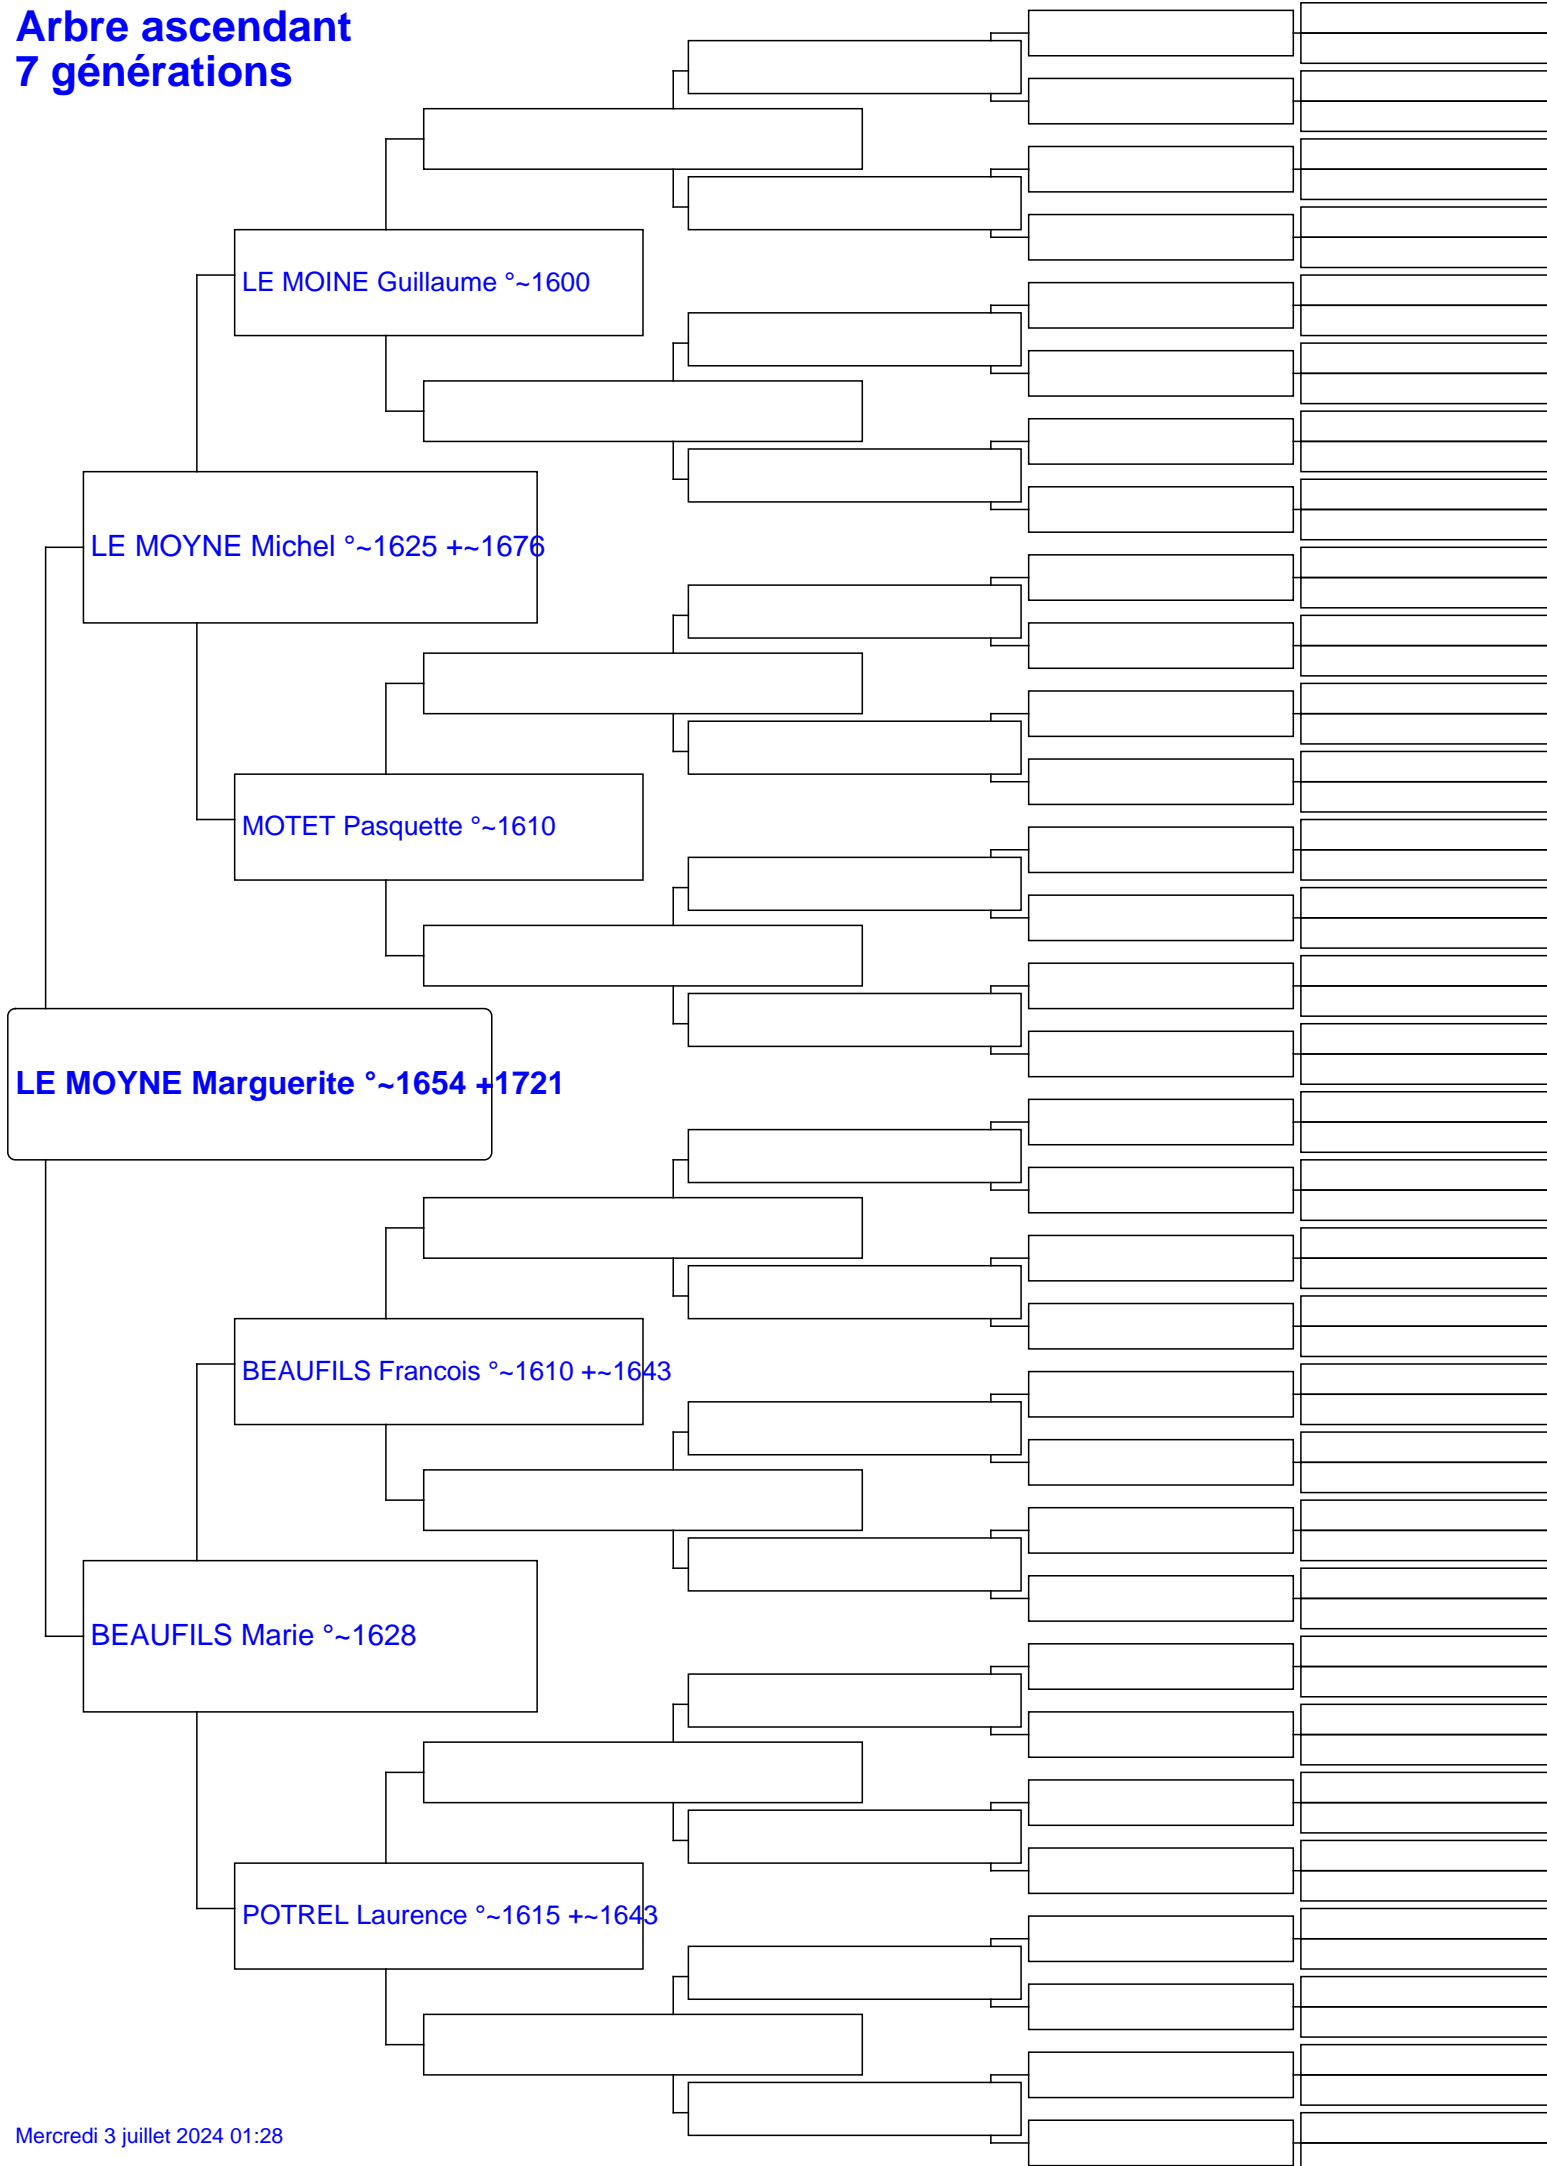 Arbre ascendant
7 générations
LE MOINE Guillaume °~1600
LE MOYNE Michel °~1625 +~1676
MOTET Pasquette °~1610
LE MOYNE Marguerite °~1654 +1721
BEAUFILS Francois °~1610 +~1643
BEAUFILS Marie °~1628
POTREL Laurence °~1615 +~1643
Mercredi 3 juillet 2024 01:28